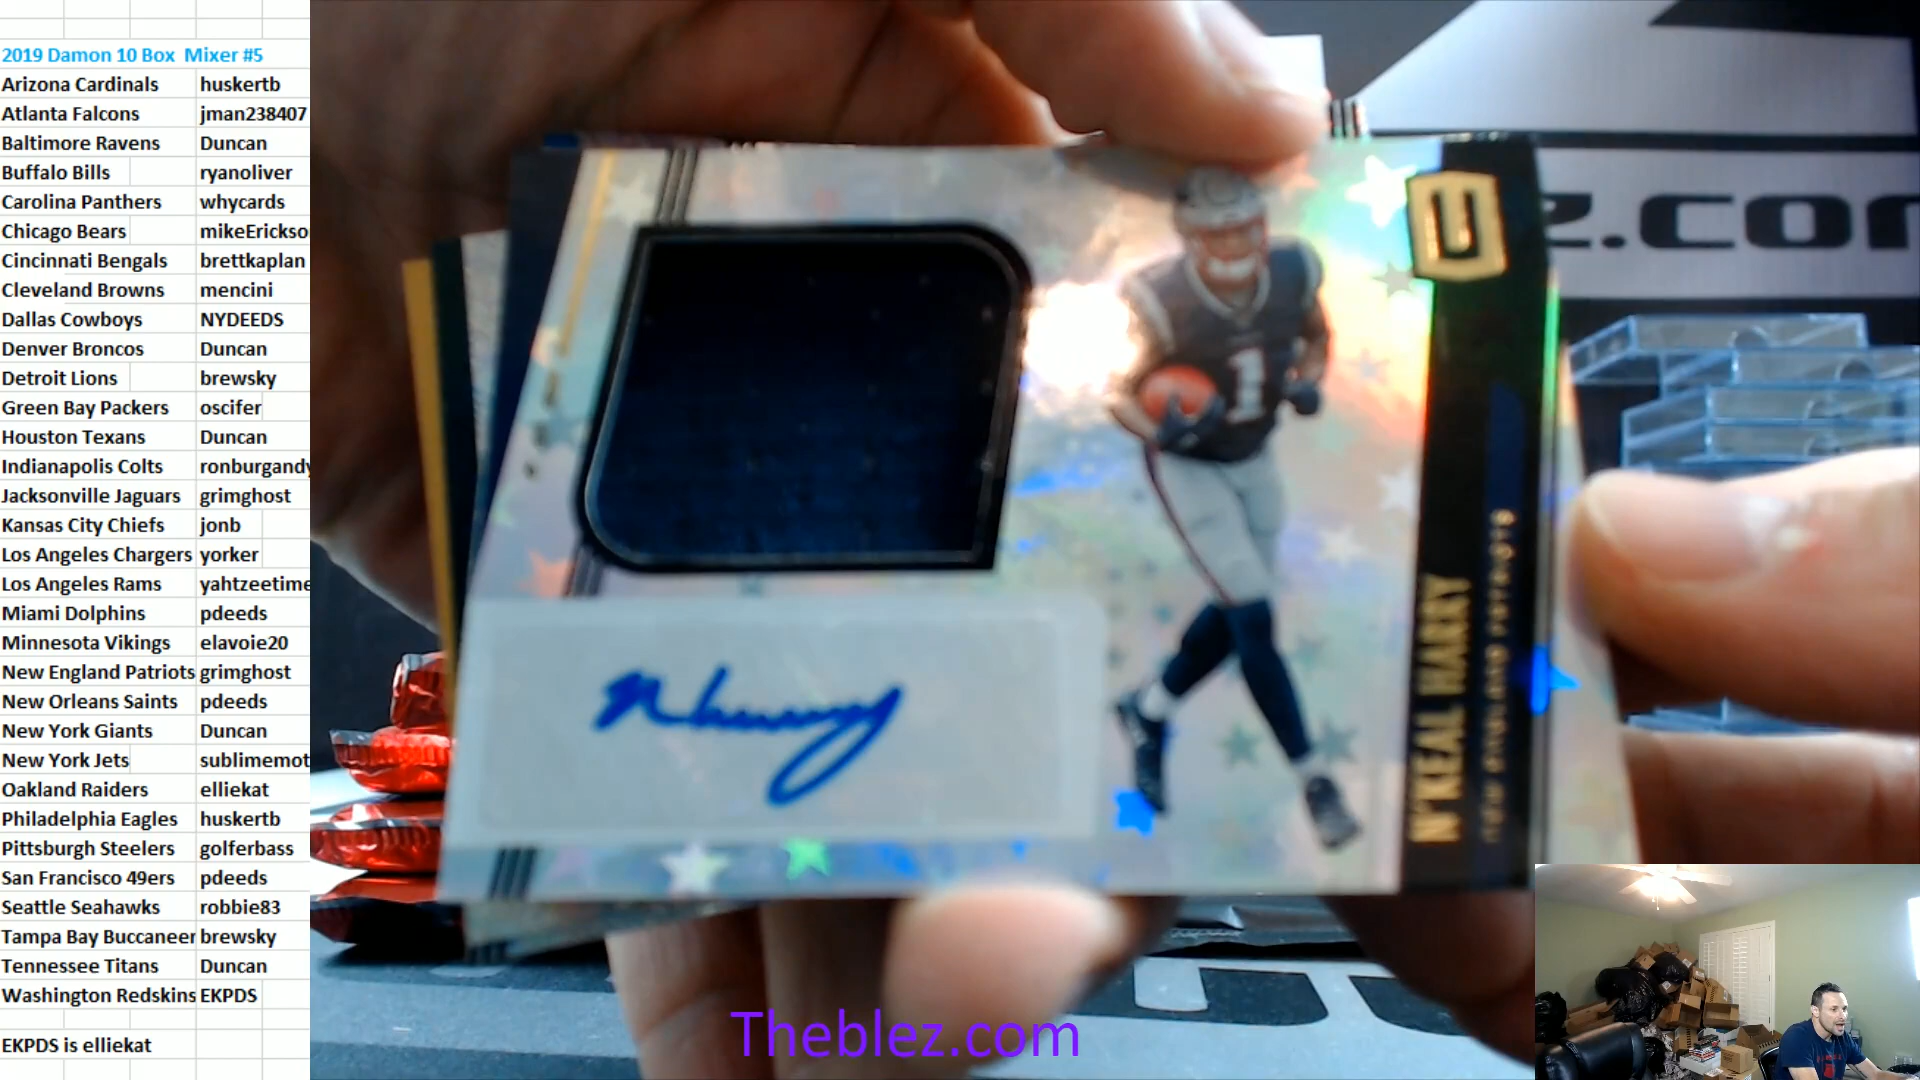 2019 Damon 10 Box Mixer #5
Arizona Cardinals huskertb
Atlanta Falcons jman238407
Baltimore Ravens Duncan
Buffalo Bills ryanoliver
Carolina Panthers whycards
Chicago Bears mikeErickso
Cincinnati Bengals brettkaplan
Cleveland Browns mencini
Dallas Cowboys NYDEEDS
Denver Broncos Duncan
Detroit Lions brewsky
Green Bay Packers oscifer
Houston Texans Duncan
Indianapolis Colts ronburgandy
Jacksonville Jaguars grimghost
Kansas City Chiefs jonb
Los Angeles Chargers yorker
Los Angeles Rams yahtzeetime
Miami Dolphins pdeeds
Minnesota Vikings elavoie20
New England Patriots grimghost
New Orleans Saints pdeeds
New York Giants Duncan
New York Jets sublimemot
Oakland Raiders elliekat
Philadelphia Eagles huskertb
Pittsburgh Steelers golferbass
San Francisco 49ers pdeeds
Seattle Seahawks robbie83
Tampa Bay Buccaneer brewsky
Tennessee Titans Duncan
Washington Redskins EKPDS
EKPDS is elliekat
z.com
U
1
N'KEAL HARRY
NEW ENGLAND PATRIOTS
Theblez.com